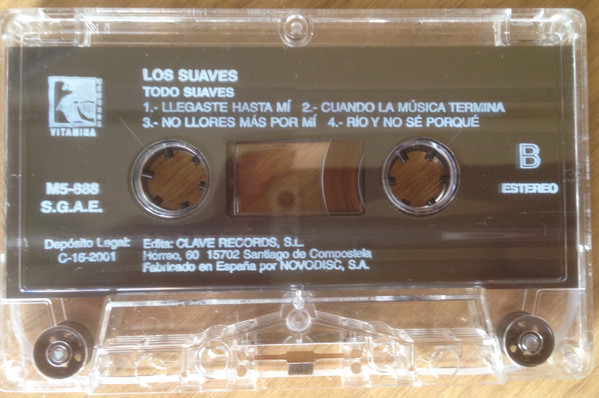 LOS SUAVES
TODO SUAVES
1.- LLEGASTE HASTA MÍ 2.- CUANDO LA MÚSICA TERMINA
3.- NO LLORES MÁS POR MÍ 4.- RÍO Y NO SÉ PORQUÉ
VITAMINA
B
ESTEREO
M5-888
S.G.A.E.
Depósito Legal:
C-16-2001
Edita: CLAVE RECORDS, S.L.
Hórreo, 60 15702 Santiago de Compostela
Fabricado en España por NOVODISC, S.A.